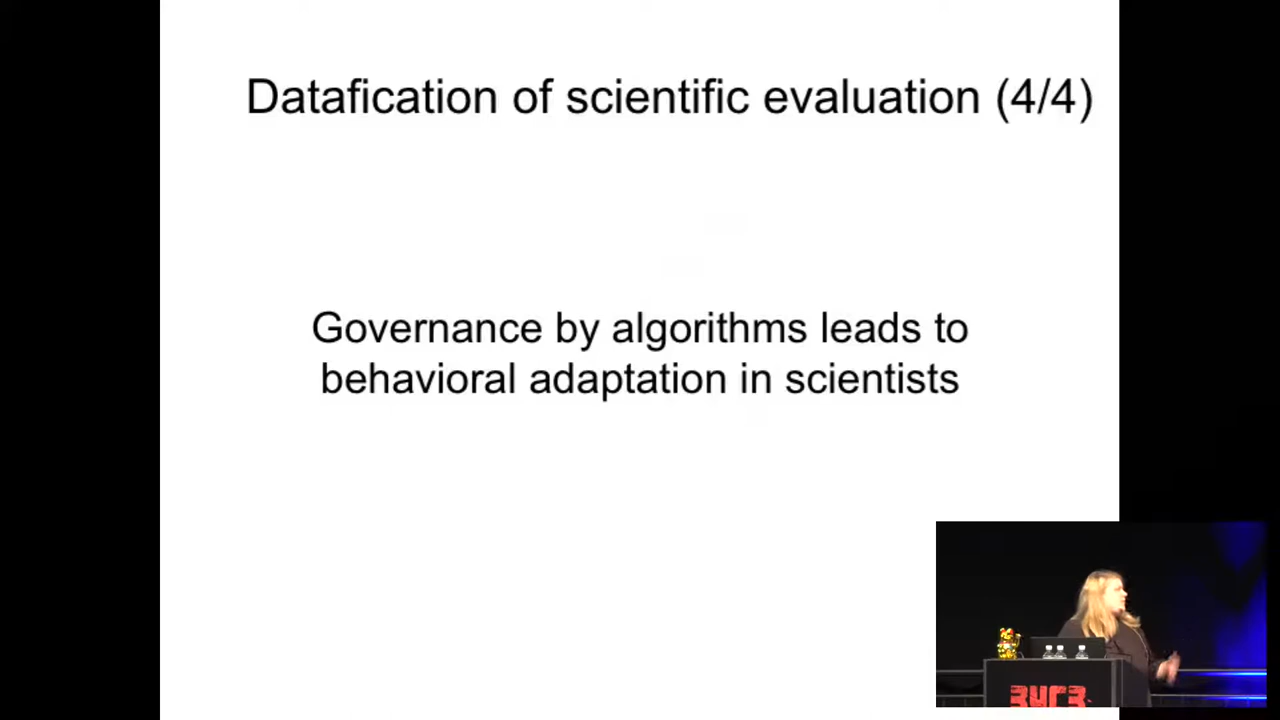 Datafication of scientific evaluation (4/4)
Governance by algorithms leads to
behavioral adaptation in scientists